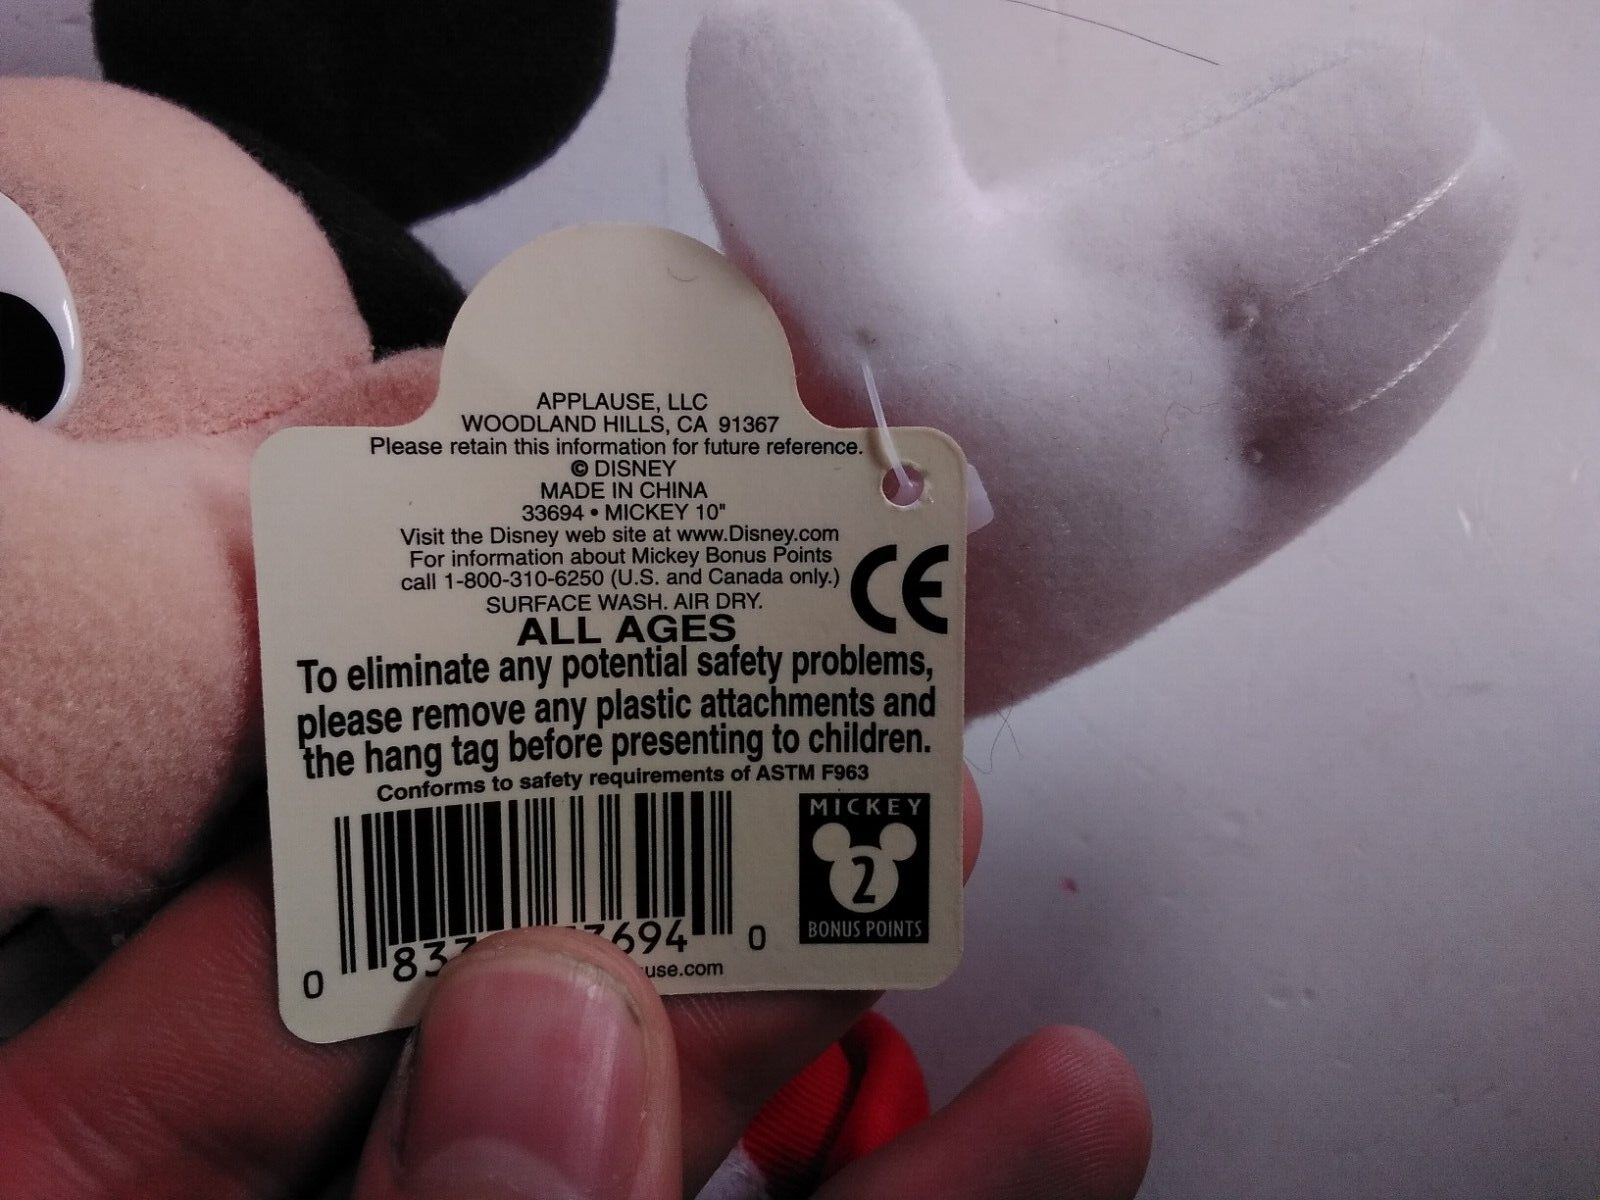 APPLAUSE, LLC
WOODLAND HILLS, CA 91367
Please retain this information for future reference.
© DISNEY
MADE IN CHINA
33694 • MICKEY 10"
Visit the Disney web site at www.Disney.com
For information about Mickey Bonus Points
call 1-800-310-6250 (U.S. and Canada only.)
SURFACE WASH. AIR DRY.
CE
ALL AGES
To eliminate any potential safety problems,
please remove any plastic attachments and
the hang tag before presenting to children.
Conforms to safety requirements of ASTM F963
MICKEY
2
BONUS POINTS
0 0